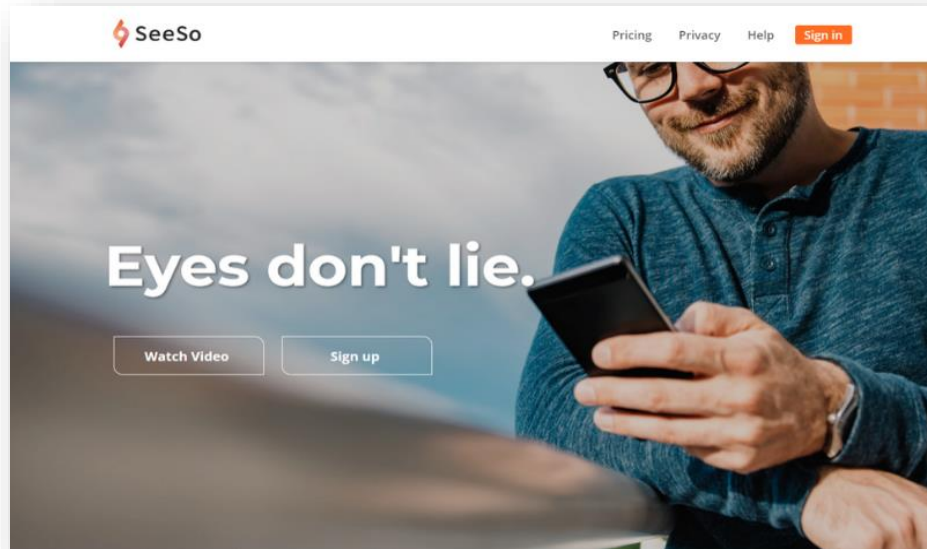 SeeSo
Pricing Privacy Help Sign in
Eyes don't lie.
Watch Video Sign up